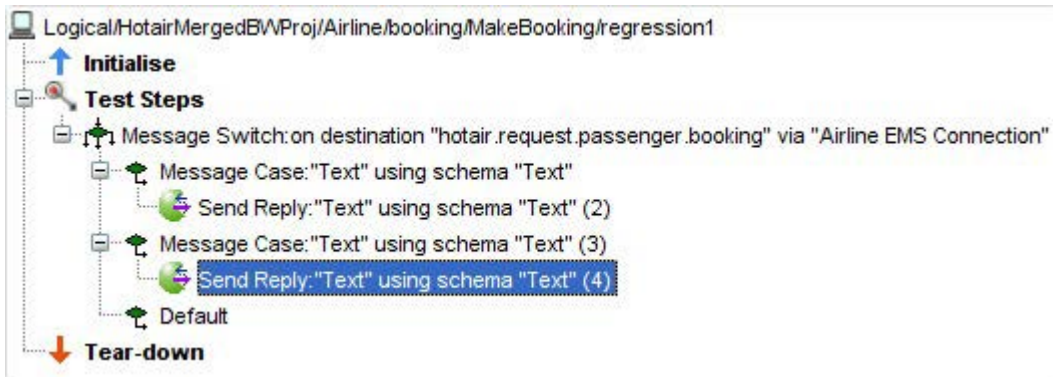 Logical/HotairMergedBWProj/Airline/booking/MakeBooking/regression1
Initialise
Test Steps
Message Switch:on destination "hotair.request.passenger.booking" via "Airline EMS Connection"
Message Case:"Text" using schema "Text"
Send Reply:"Text" using schema "Text" (2)
Message Case:"Text" using schema "Text" (3)
Send Reply:"Text" using schema "Text" (4)
Default
Tear-down